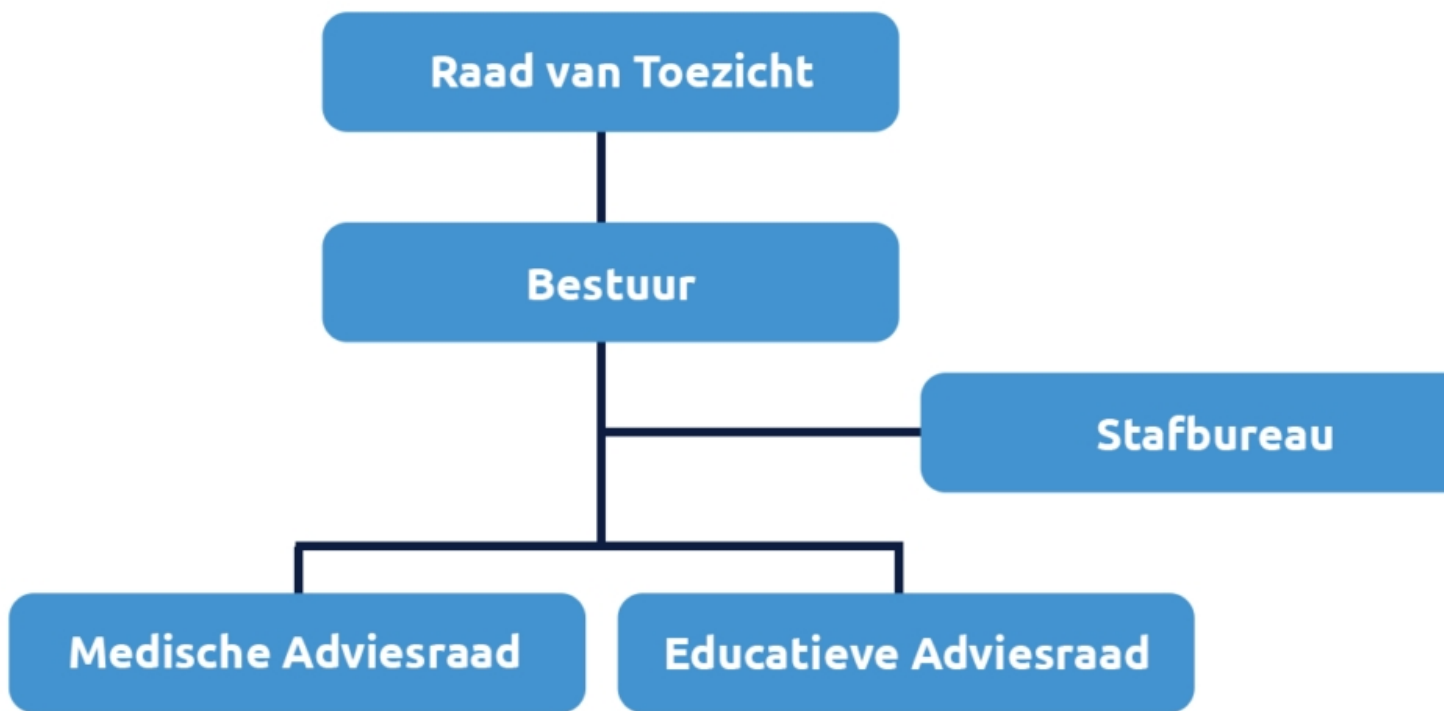 Raad van Toezicht
Bestuur
Stafbureau
Medische Adviesraad
Educatieve Adviesraad